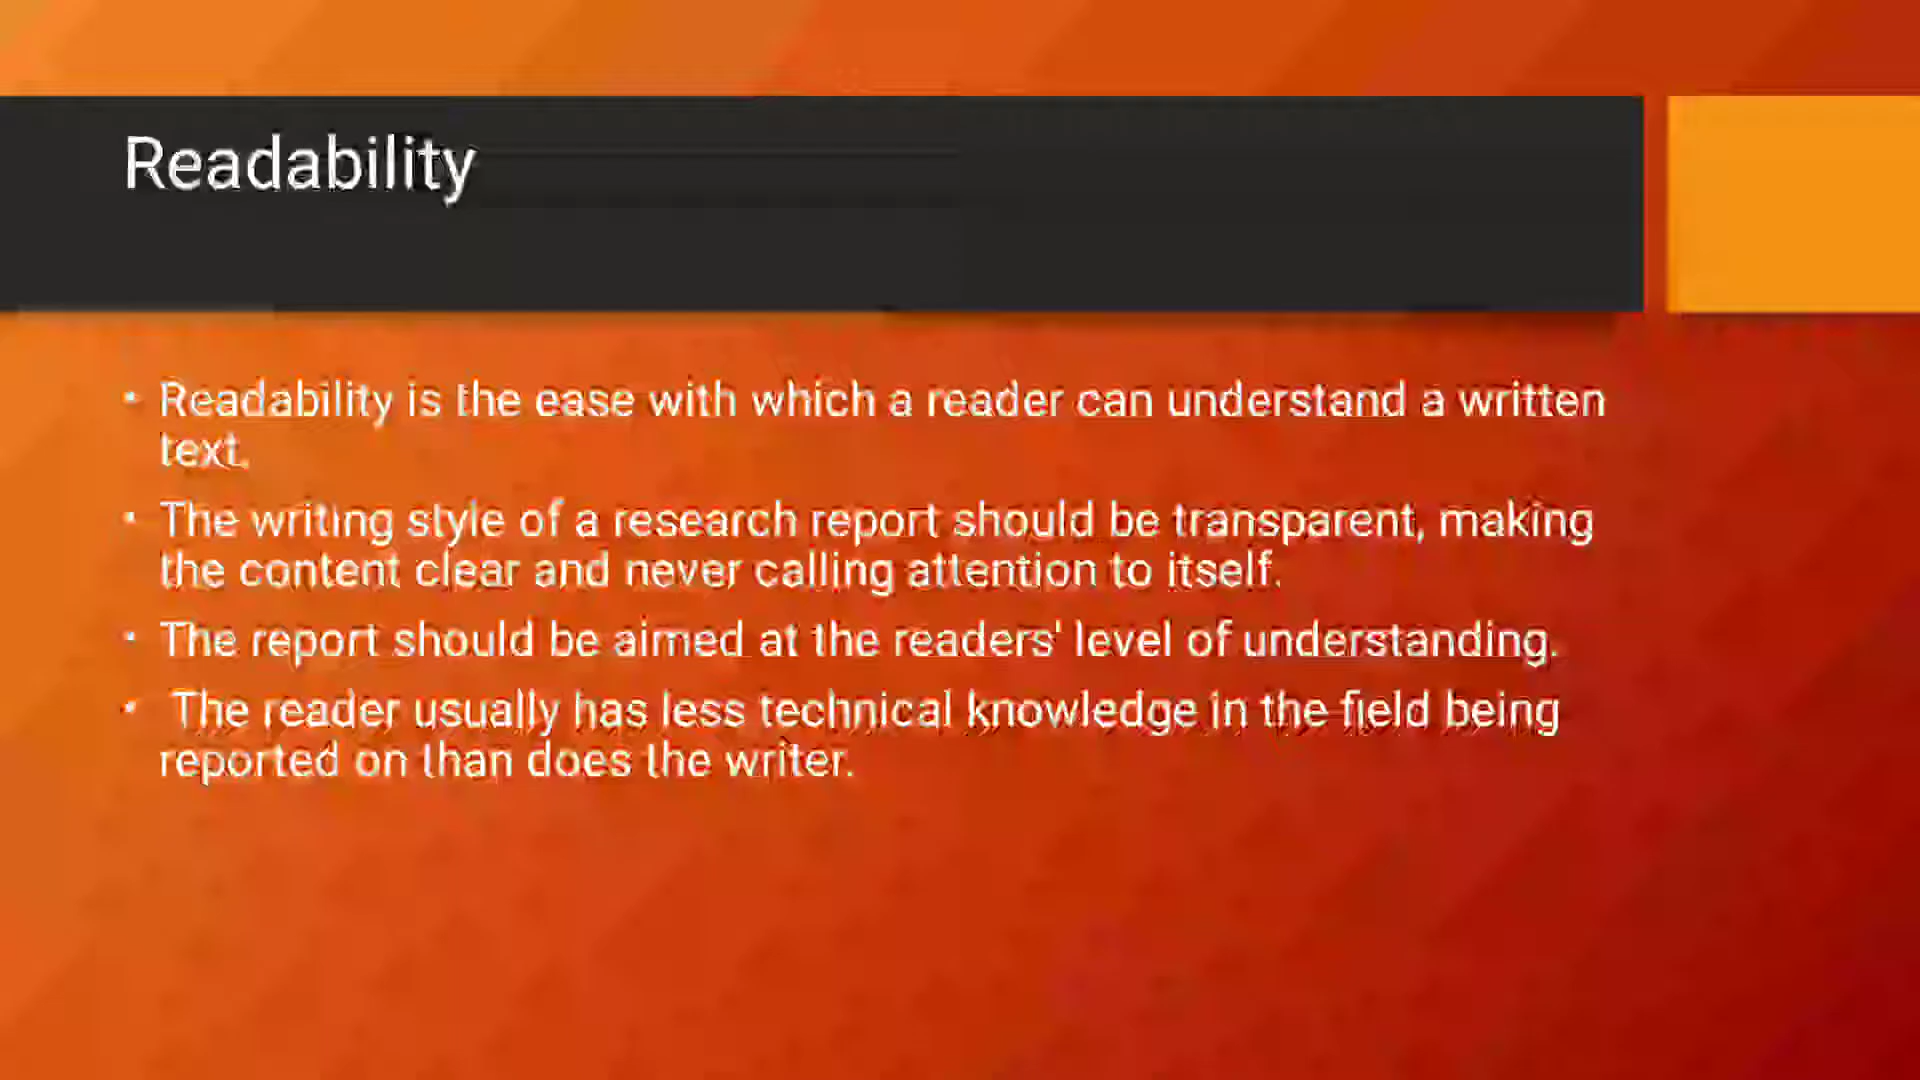 Readability
• Readability is the ease with which a reader can understand a written
text.
• The writing style of a research report should be transparent, making
the content clear and never calling attention to itself.
• The report should be aimed at the readers' level of understanding.
• The reader usually has less technical knowledge in the field being
reported on than does the writer.